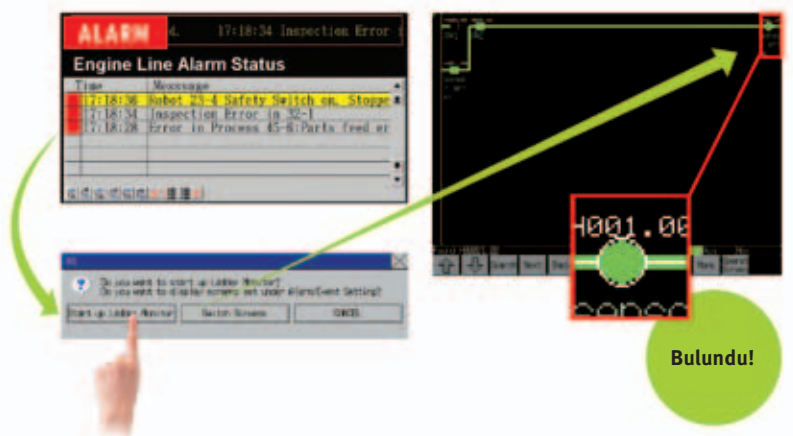 ALARM 17:18:34 Inspection Error
Engine Line Alarm Status
Time Messsage
17:18:36 Robot 23-4 Safety Switch on. Stoppe
17:18:34 Inspection Error in 32-1
17:18:28 Error in Process 45-6:Parts feed er
Do you want to start up Ladder Monitor?
Do you want to display screens set under Alarm/Event Setting?
Start up Ladder Monitor Switch Screens CANCEL
H001.00
Search Next
Bulundu!